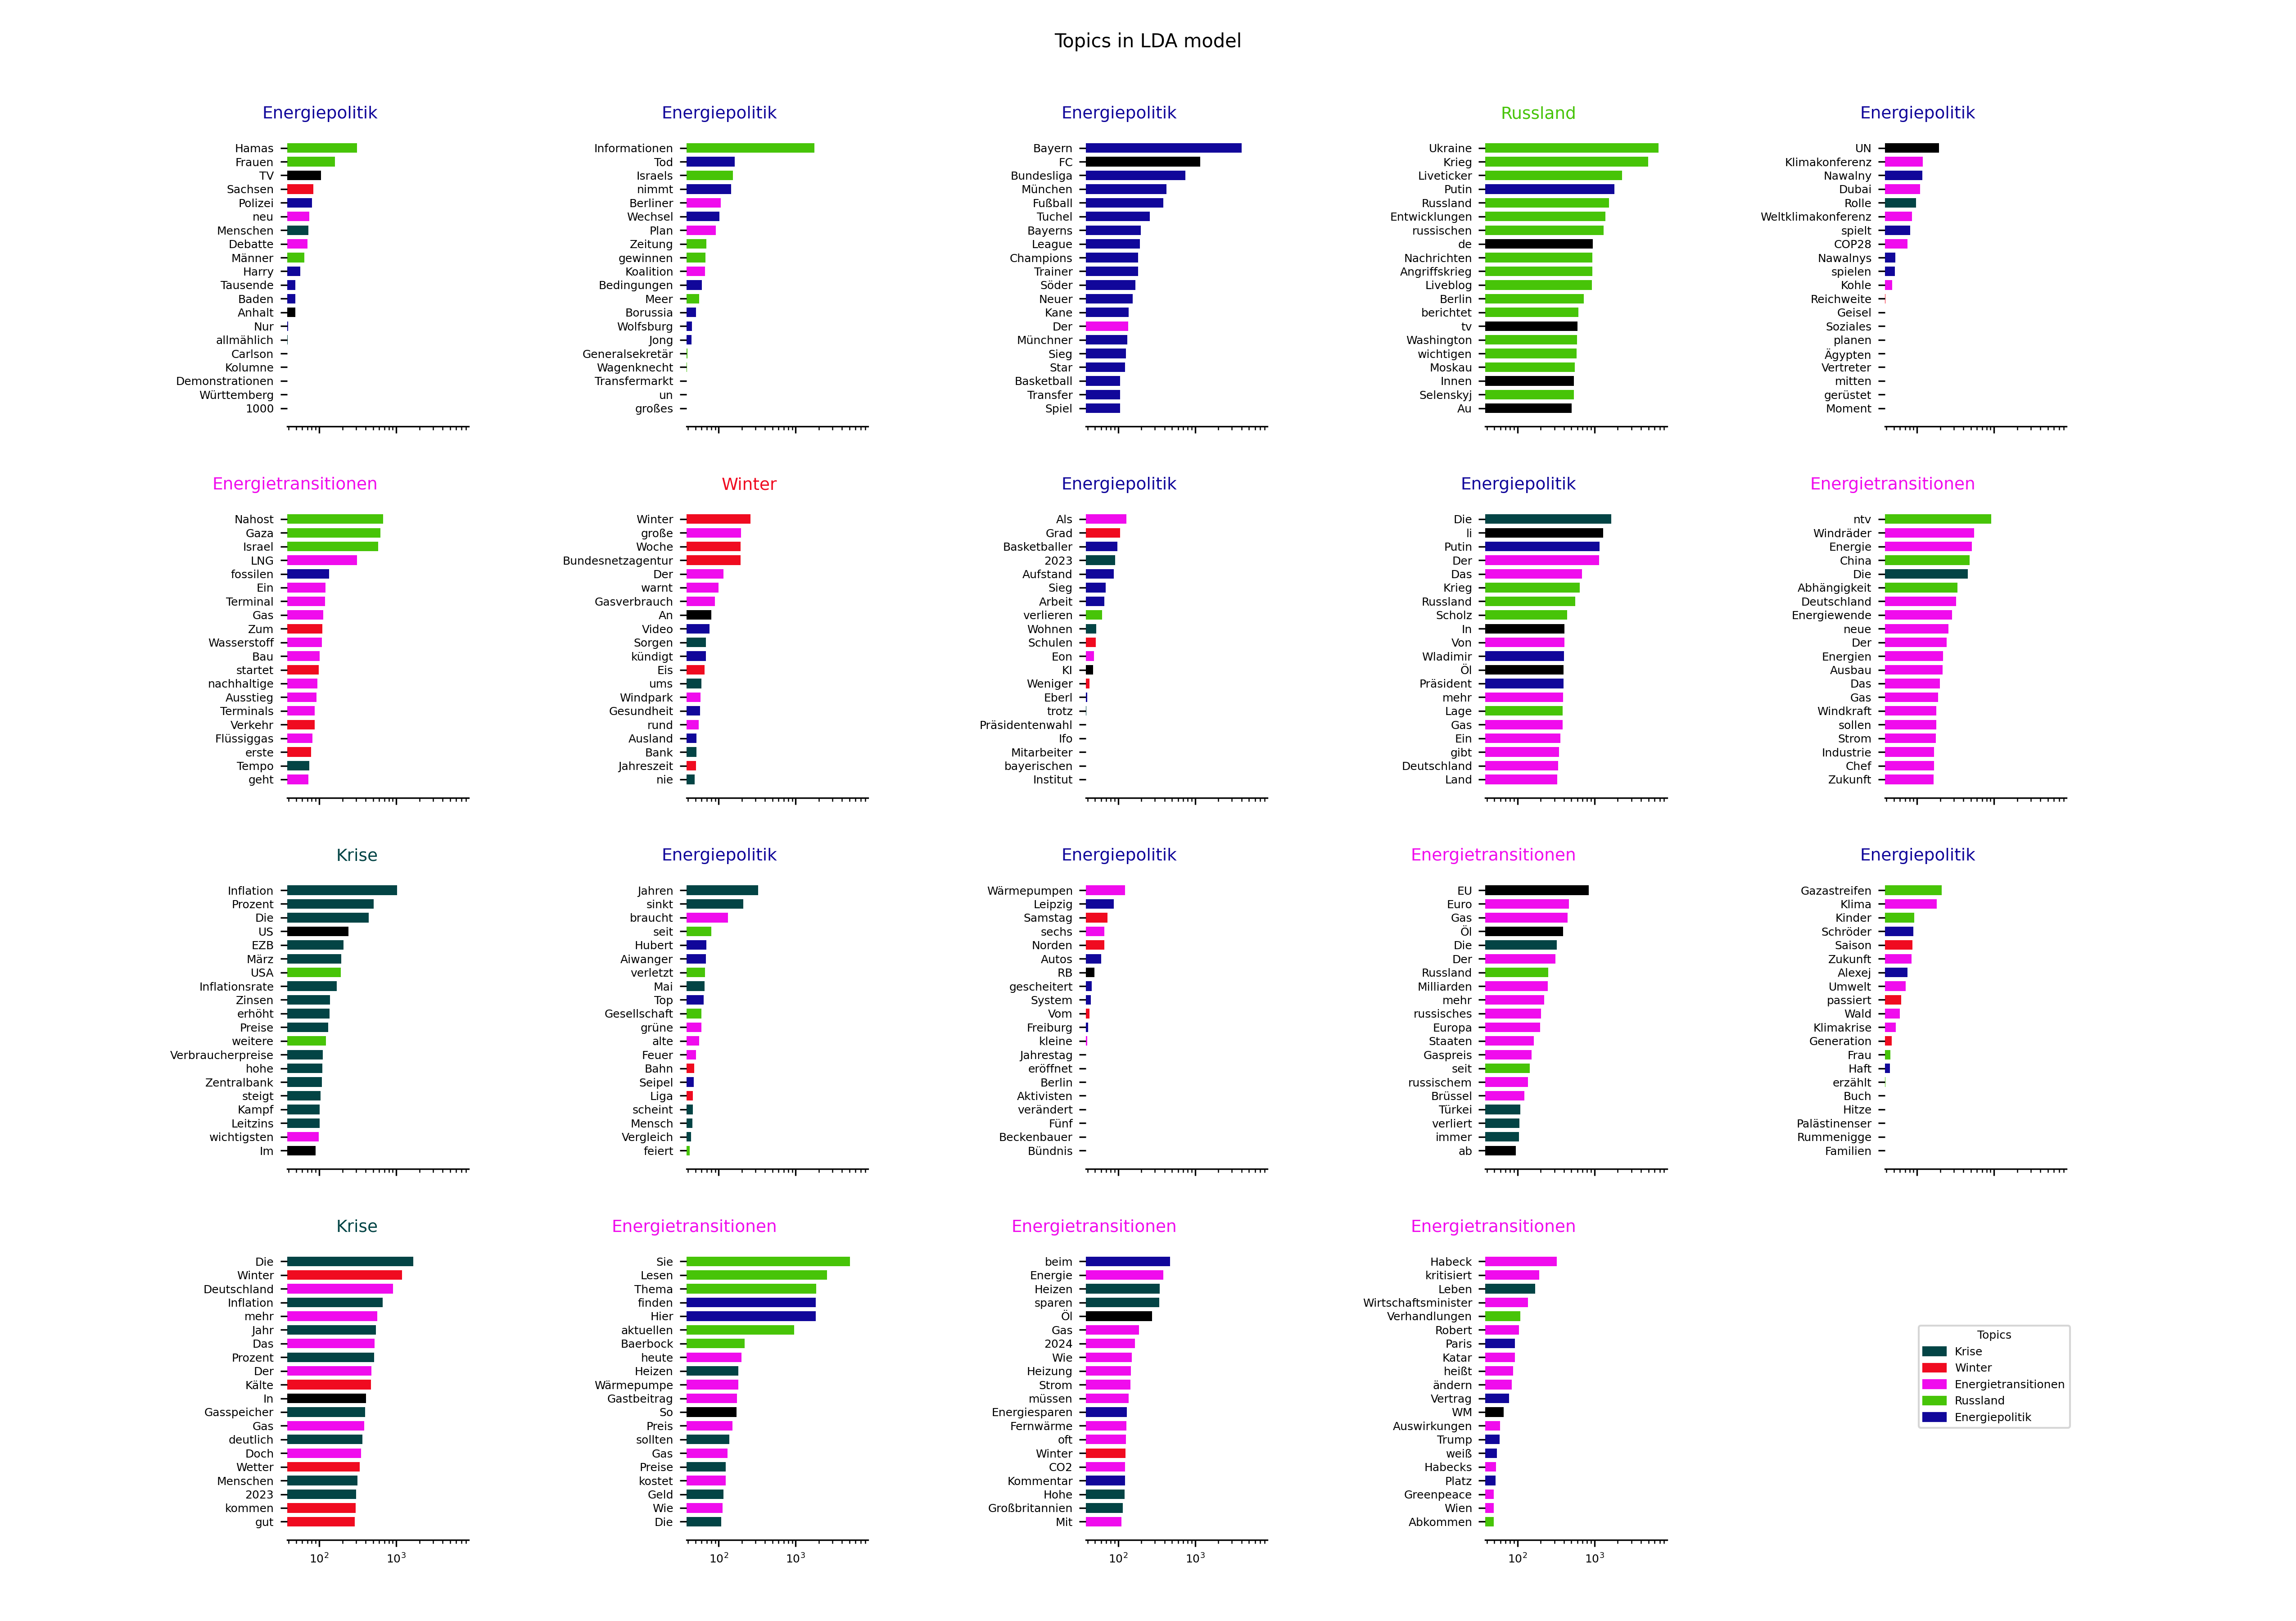 Topics in LDA model
Energiepolitik
Hamas
Frauen
TV
Sachsen
Polizei
neu
Menschen
Debatte
Männer
Harry
Tausende
Baden
Anhalt
Nur
allmählich
Carlson
Kolumne
Demonstrationen
Württemberg
1000
Energiepolitik
Informationen
Tod
Israels
nimmt
Berliner
Wechsel
Plan
Zeitung
gewinnen
Koalition
Bedingungen
Meer
Borussia
Wolfsburg
Jong
Generalsekretär
Wagenknecht
Transfermarkt
un
großes
Energiepolitik
Bayern
FC
Bundesliga
München
Fußball
Tuchel
Bayerns
League
Champions
Trainer
Söder
Neuer
Kane
Der
Münchner
Sieg
Star
Basketball
Transfer
Spiel
Russland
Ukraine
Krieg
Liveticker
Putin
Russland
Entwicklungen
russischen
de
Nachrichten
Angriffskrieg
Liveblog
Berlin
berichtet
tv
Washington
wichtigen
Moskau
Innen
Selenskyj
Au
Energiepolitik
UN
Klimakonferenz
Nawalny
Dubai
Rolle
Weltklimakonferenz
spielt
COP28
Nawalnys
spielen
Kohle
Reichweite
Geisel
Soziales
planen
Ägypten
Vertreter
mitten
gerüstet
Moment
Energietransitionen
Nahost
Gaza
Israel
LNG
fossilen
Ein
Terminal
Gas
Zum
Wasserstoff
Bau
startet
nachhaltige
Ausstieg
Terminals
Verkehr
Flüssiggas
erste
Tempo
geht
Winter
Winter
große
Woche
Bundesnetzagentur
Der
warnt
Gasverbrauch
An
Video
Sorgen
kündigt
Eis
ums
Windpark
Gesundheit
rund
Ausland
Bank
Jahreszeit
nie
Energiepolitik
Als
Grad
Basketballer
2023
Aufstand
Sieg
Arbeit
verlieren
Wohnen
Schulen
Eon
KI
Weniger
Eberl
trotz
Präsidentenwahl
Ifo
Mitarbeiter
bayerischen
Institut
Energiepolitik
Die
li
Putin
Der
Das
Krieg
Russland
Scholz
In
Von
Wladimir
Öl
Präsident
mehr
Lage
Gas
Ein
gibt
Deutschland
Land
Energietransitionen
ntv
Windräder
Energie
China
Die
Abhängigkeit
Deutschland
Energiewende
neue
Der
Energien
Ausbau
Das
Gas
Windkraft
sollen
Strom
Industrie
Chef
Zukunft
Krise
Inflation
Prozent
Die
US
EZB
März
USA
Inflationsrate
Zinsen
erhöht
Preise
weitere
Verbraucherpreise
hohe
Zentralbank
steigt
Kampf
Leitzins
wichtigsten
Im
Energiepolitik
Jahren
sinkt
braucht
seit
Hubert
Aiwanger
verletzt
Mai
Top
Gesellschaft
grüne
alte
Feuer
Bahn
Seipel
Liga
scheint
Mensch
Vergleich
feiert
Energiepolitik
Wärmepumpen
Leipzig
Samstag
sechs
Norden
Autos
RB
gescheitert
System
Vom
Freiburg
kleine
Jahrestag
eröffnet
Berlin
Aktivisten
verändert
Fünf
Beckenbauer
Bündnis
Energietransitionen
EU
Euro
Gas
Öl
Die
Der
Russland
Milliarden
mehr
russisches
Europa
Staaten
Gaspreis
seit
russischem
Brüssel
Türkei
verliert
immer
ab
Energiepolitik
Gazastreifen
Klima
Kinder
Schröder
Saison
Zukunft
Alexej
Umwelt
passiert
Wald
Klimakrise
Generation
Frau
Haft
erzählt
Buch
Hitze
Palästinenser
Rummenigge
Familien
Krise
Die
Winter
Deutschland
Inflation
mehr
Jahr
Das
Prozent
Der
Kälte
In
Gasspeicher
Gas
deutlich
Doch
Wetter
Menschen
2023
kommen
gut
10² 10³
Energietransitionen
Sie
Lesen
Thema
finden
Hier
aktuellen
Baerbock
heute
Heizen
Wärmepumpe
Gastbeitrag
So
Preis
sollten
Gas
Preise
kostet
Geld
Wie
Die
10² 10³
Energietransitionen
beim
Energie
Heizen
sparen
Öl
Gas
2024
Wie
Heizung
Strom
müssen
Energiesparen
Fernwärme
oft
Winter
CO2
Kommentar
Hohe
Großbritannien
Mit
10² 10³
Energietransitionen
Habeck
kritisiert
Leben
Wirtschaftsminister
Verhandlungen
Robert
Paris
Katar
heißt
ändern
Vertrag
WM
Auswirkungen
Trump
weiß
Habecks
Platz
Greenpeace
Wien
Abkommen
10² 10³
Topics
Krise
Winter
Energietransitionen
Russland
Energiepolitik